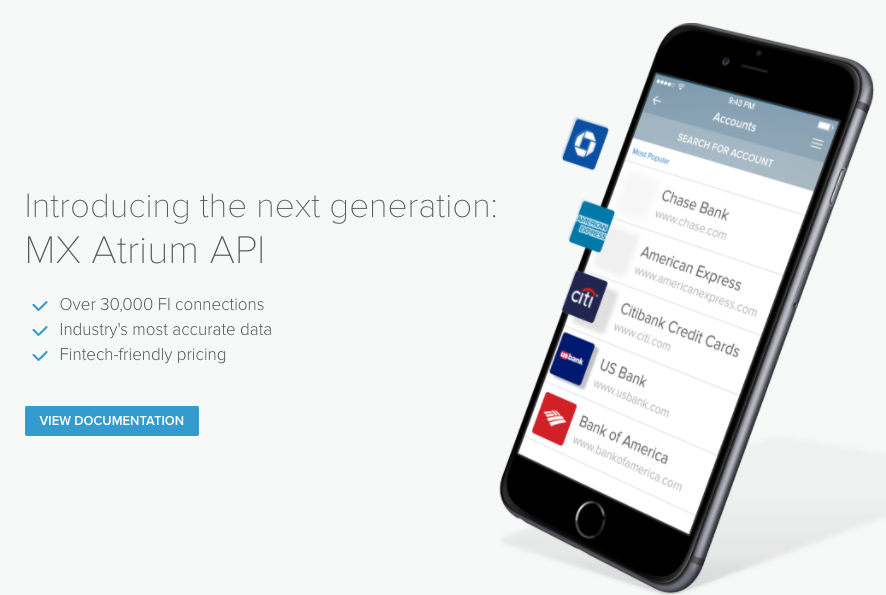 Introducing the next generation:
MX Atrium API
Over 30,000 FI connections
Industry's most accurate data
Fintech-friendly pricing
VIEW DOCUMENTATION
9:43 PM
Accounts
SEARCH FOR ACCOUNT
Most Popular
Chase Bank
www.chase.com
AMERICAN
EXPRESS
American Express
www.americanexpress.com
citi
Citibank Credit Cards
www.citi.com
usbank
US Bank
www.usbank.com
Bank of America
www.bankofamerica.com